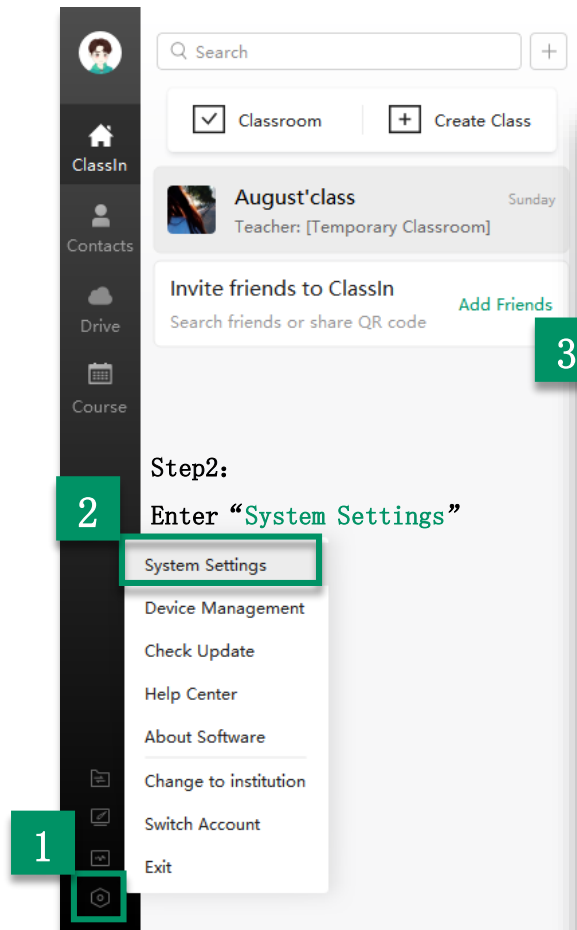 Search
Classroom
Create Class
ClassIn
August'class
Sunday
Teacher: [Temporary Classroom]
Contacts
Invite friends to ClassIn
Add Friends
Search friends or share QR code
Drive
3
Course
Step2:
2
Enter “System Settings”
System Settings
Device Management
Check Update
Help Center
About Software
Change to institution
Switch Account
1
Exit